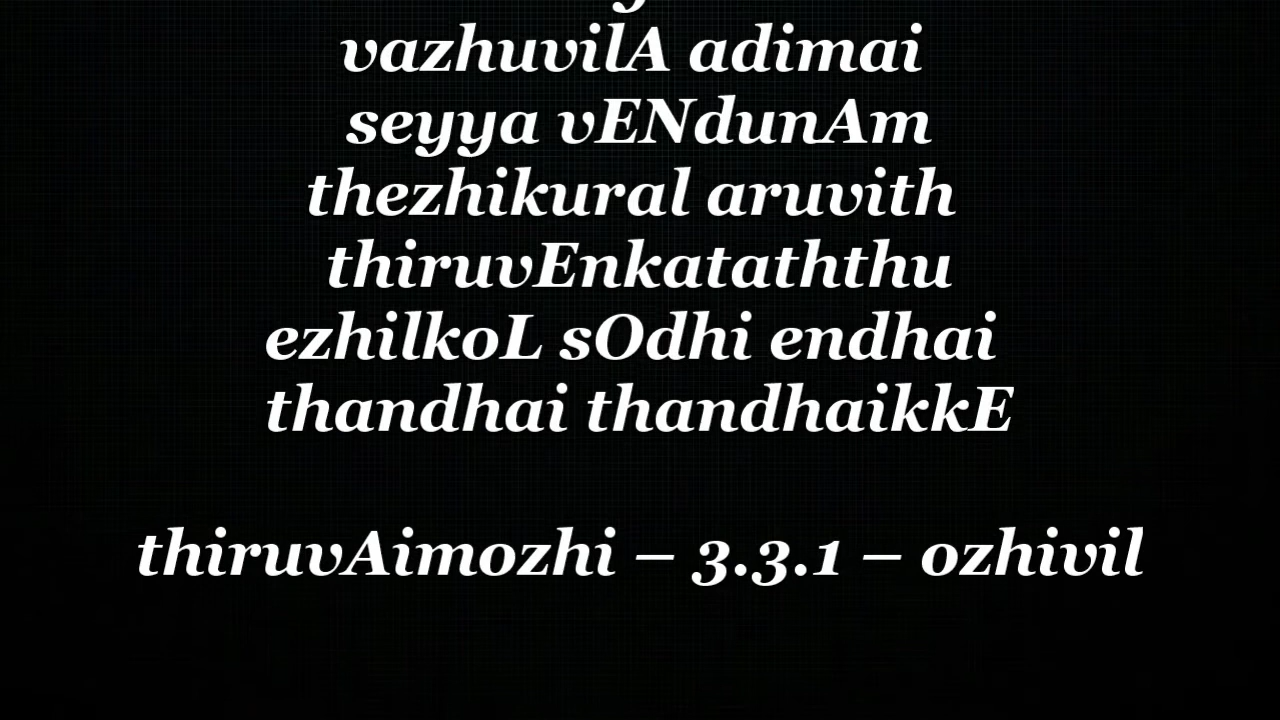 vazhuvilA adimai
seyya vENdunAm
thezhikural aruvith
thiruvEnkataththu
ezhilkoL sOdhi endhai
thandhai thandhaikkE
thiruvAimozhi – 3.3.1 – ozhivil